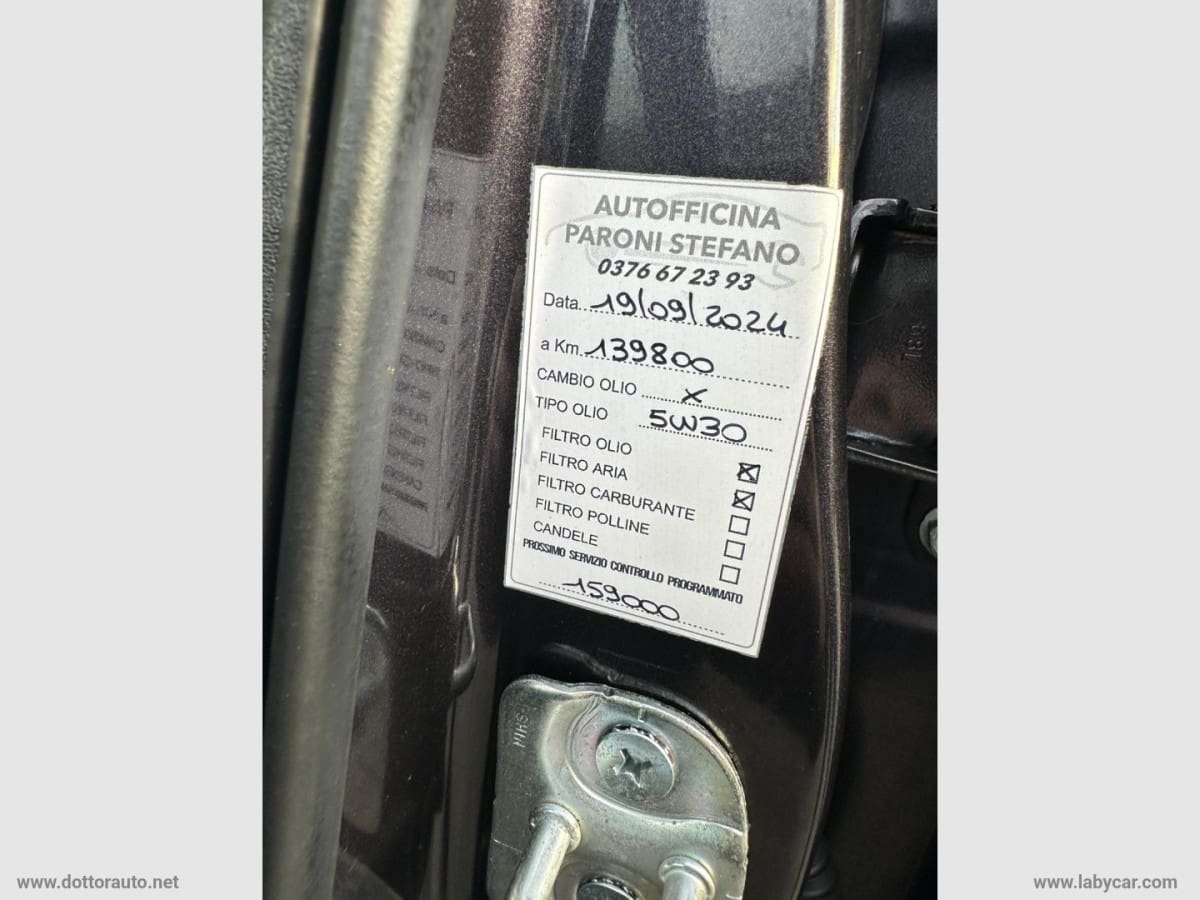 AUTOFFICINA
PARONI STEFANO
0376 67 23 93
Data 19/09/2024
a Km 139800
CAMBIO OLIO X
TIPO OLIO 5W30
FILTRO OLIO
FILTRO ARIA
FILTRO CARBURANTE
FILTRO POLLINE
CANDELE
PROSSIMO SERVIZIO CONTROLLO PROGRAMMATO
159000
www.dottorauto.net
www.labycar.com